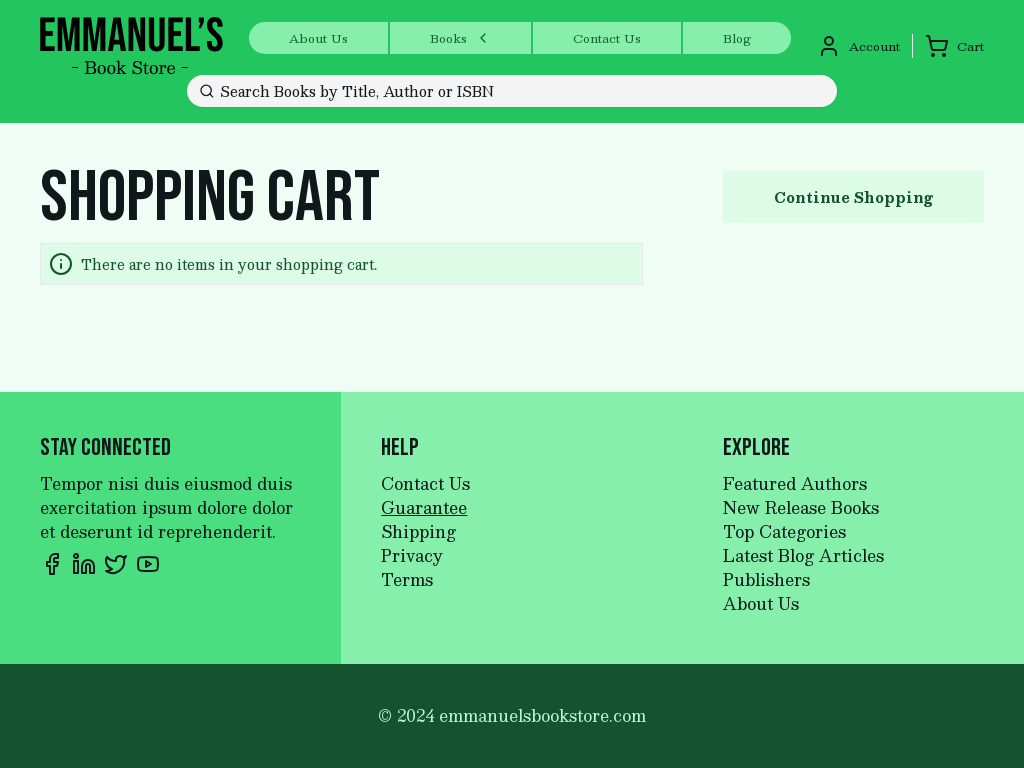 EMMANUEL'S
- Book Store -
About Us
Books
Contact Us
Blog
Account
Cart
Search Books by Title, Author or ISBN
SHOPPING CART
Continue Shopping
There are no items in your shopping cart.
STAY CONNECTED
Tempor nisi duis eiusmod duis
exercitation ipsum dolore dolor
et deserunt id reprehenderit.
HELP
Contact Us
Guarantee
Shipping
Privacy
Terms
EXPLORE
Featured Authors
New Release Books
Top Categories
Latest Blog Articles
Publishers
About Us
© 2024 emmanuelsbookstore.com